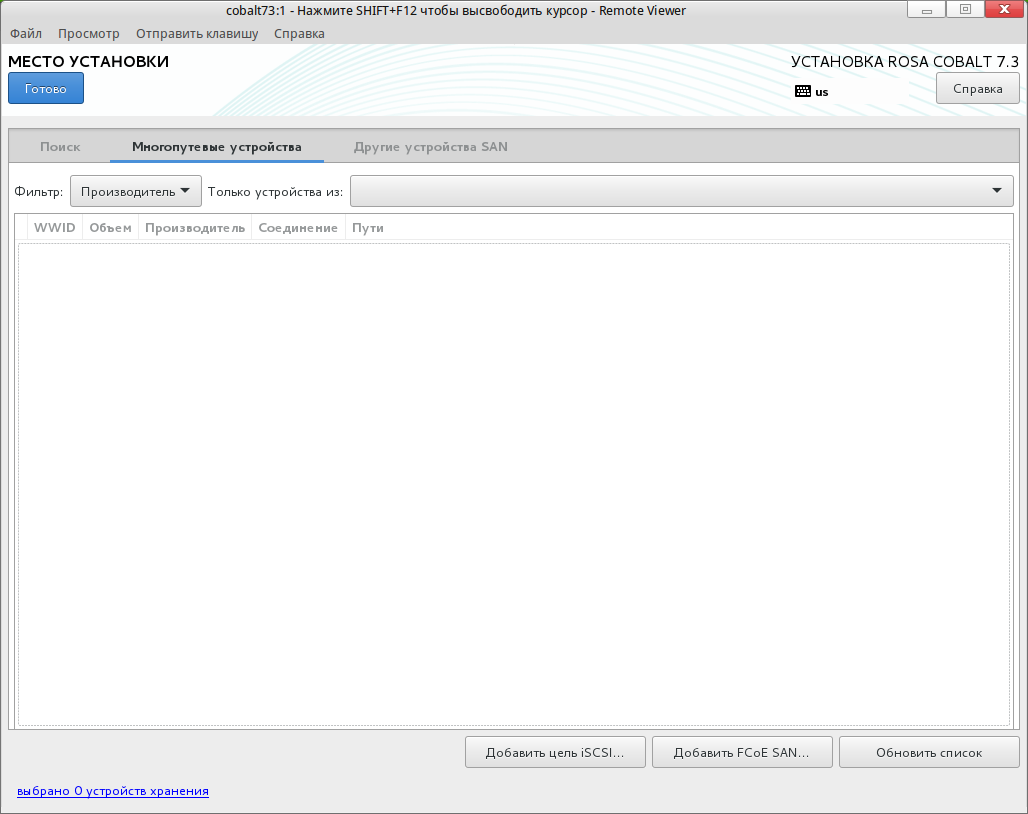 cobalt73:1 - Нажмите SHIFT+F12 чтобы высвободить курсор - Remote Viewer
Файл Просмотр Отправить клавишу Справка
МЕСТО УСТАНОВКИ УСТАНОВКА ROSA COBALT 7.3
Готово us Справка
Поиск Многопутевые устройства Другие устройства SAN
Фильтр: Производитель Только устройства из:
WWID Объем Производитель Соединение Пути
Добавить цель iSCSI... Добавить FCoE SAN... Обновить список
выбрано 0 устройств хранения